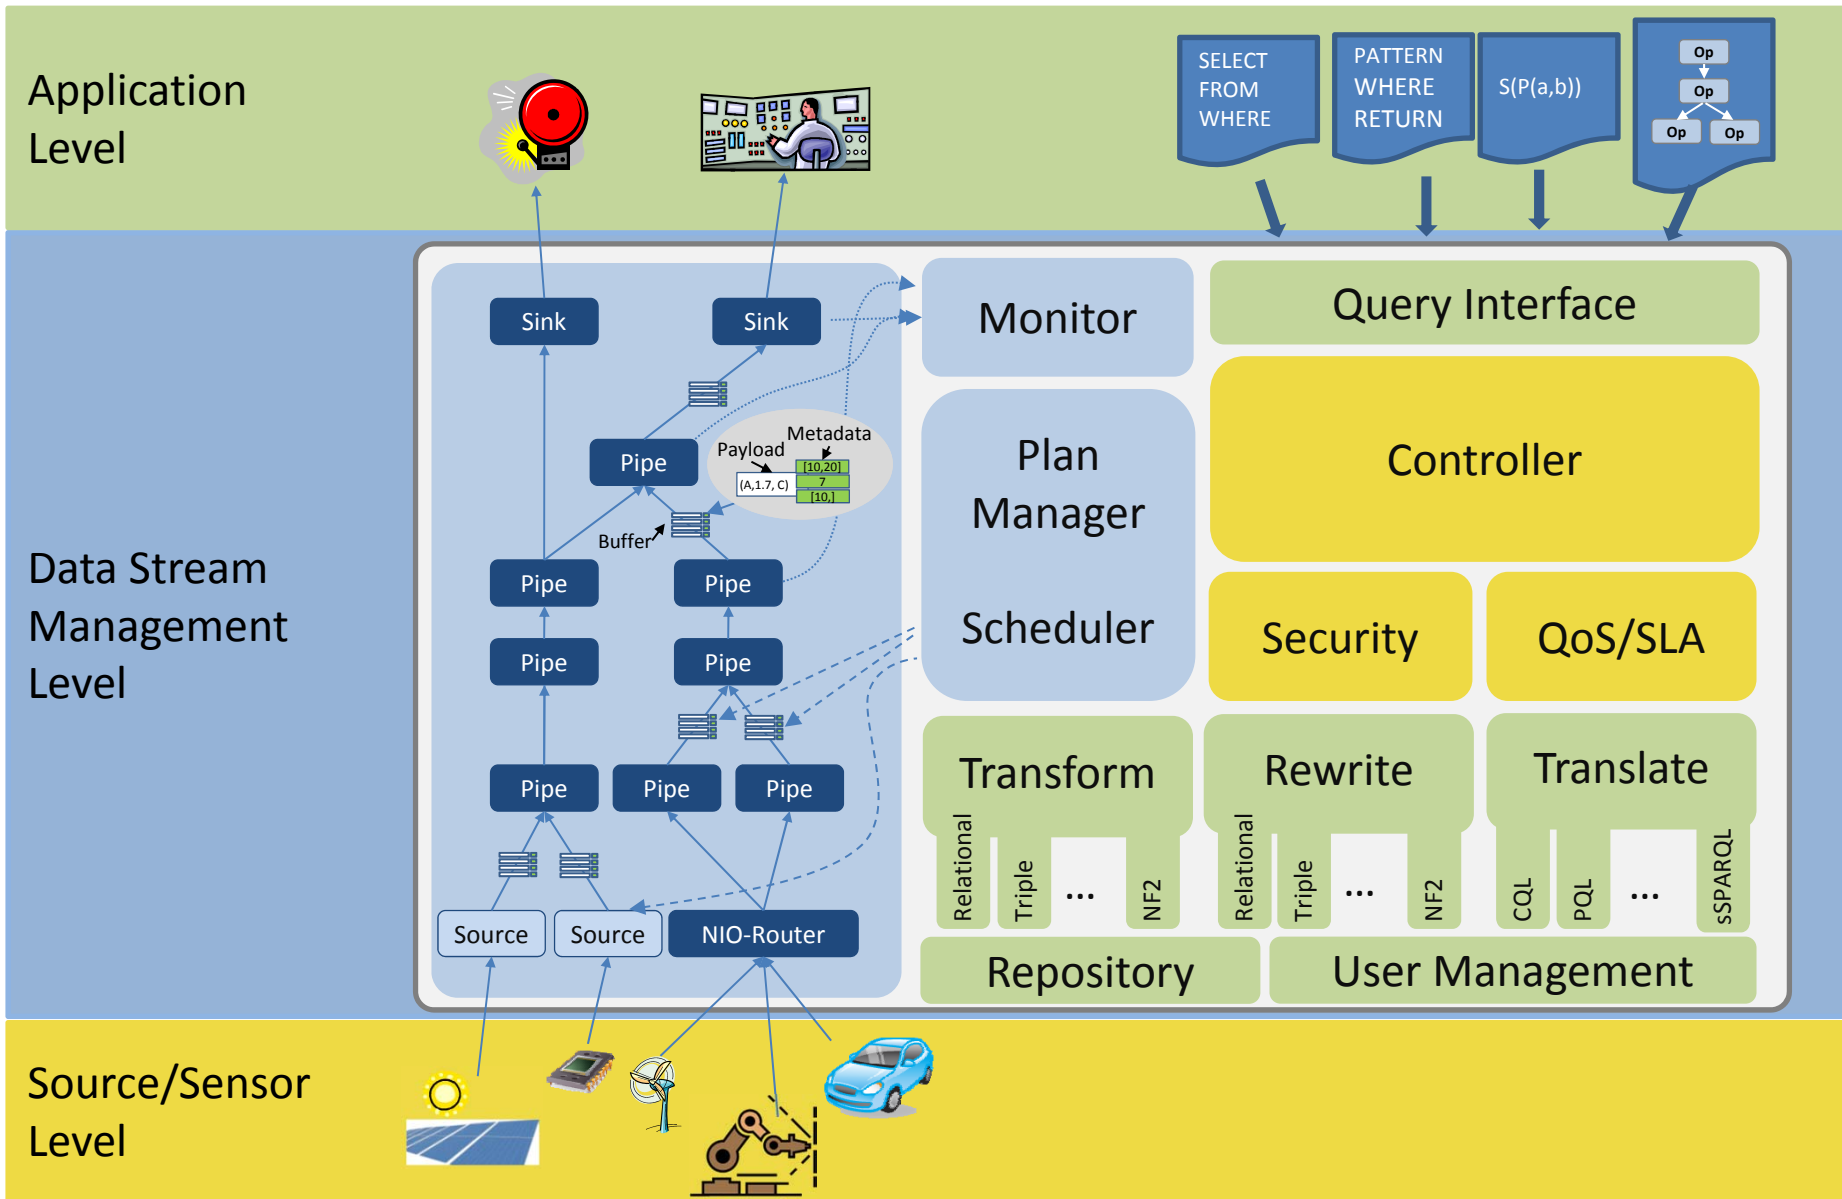 Application
Level
SELECT
FROM
WHERE
PATTERN
WHERE
RETURN
S(P(a,b))
Op
Op
Op
Op
Data Stream
Management
Level
Sink
Sink
Pipe
Payload
Metadata
(A,1.7, C)
[10,20]
7
[10,]
Buffer
Pipe
Pipe
Pipe
Pipe
Pipe
Pipe
Pipe
Source
Source
NIO-Router
Monitor
Plan
Manager
Scheduler
Query Interface
Controller
Security
QoS/SLA
Transform
Relational
Triple
...
NF2
Rewrite
Relational
Triple
...
NF2
Translate
CQL
PQL
...
sSPARQL
Repository
User Management
Source/Sensor
Level